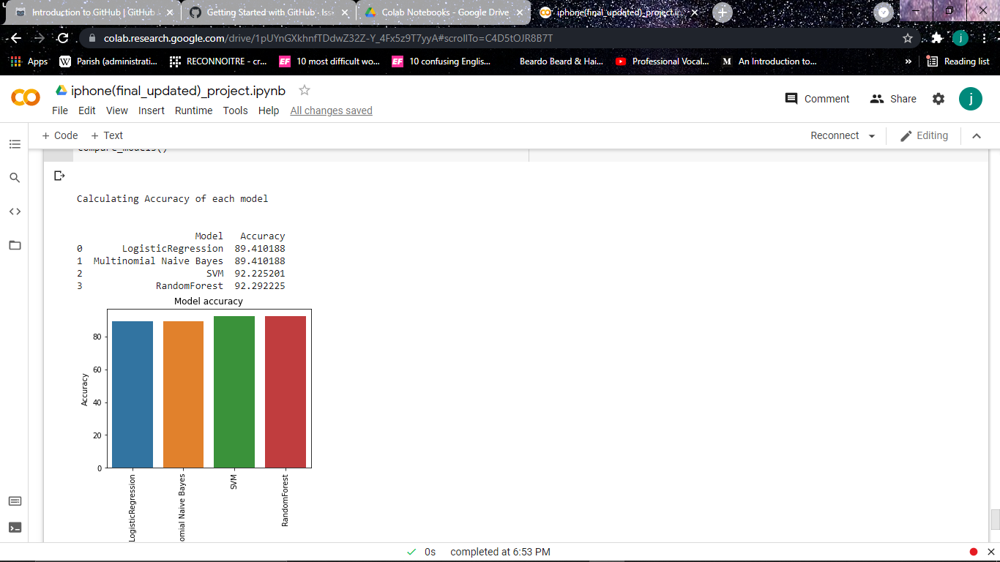 Introduction to GitHub | GitHub
Getting Started with GitHub · Iss
Colab Notebooks - Google Drive
iphone(final_updated)_project.i
colab.research.google.com/drive/1pUYnGXkhnfTDdwZ32Z-Y_4Fx5z9T7yyA#scrollTo=C4D5tOJR8B7T
j
Apps
W
Parish (administrati...
RECONNOITRE - cr...
EF
10 most difficult wo...
EF
10 confusing Englis...
Beardo Beard & Hai...
Professional Vocal...
M
An Introduction to...
»
Reading list
iphone(final_updated)_project.ipynb
Comment
Share
j
File Edit View Insert Runtime Tools Help All changes saved
+ Code + Text
Reconnect
Editing
compare_models()
Calculating Accuracy of each model
Model Accuracy
0 LogisticRegression 89.410188
1 Multinomial Naive Bayes 89.410188
2 SVM 92.225201
3 RandomForest 92.292225
Model accuracy
Accuracy
80
60
40
20
0
LogisticRegression
omial Naive Bayes
SVM
RandomForest
0s completed at 6:53 PM